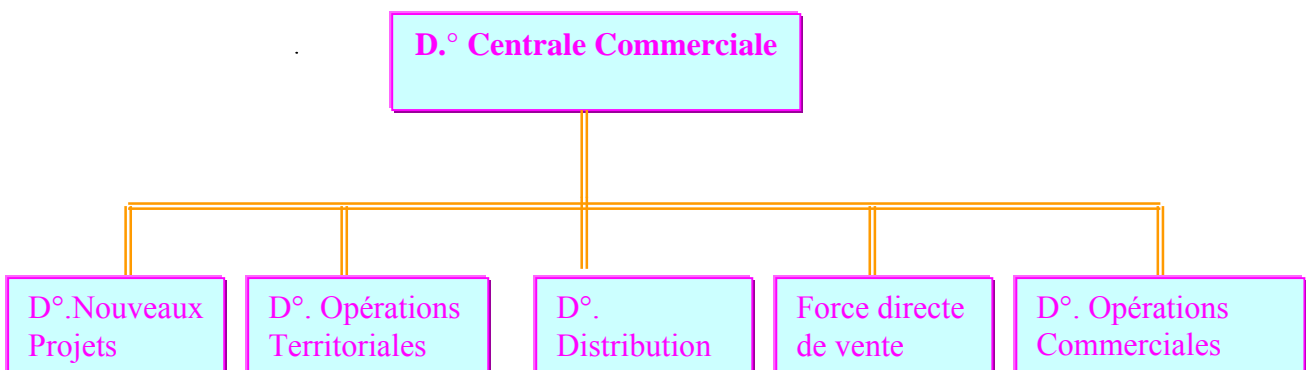 D.° Centrale Commerciale
D°.Nouveaux
Projets
D°. Opérations
Territoriales
D°.
Distribution
Force directe
de vente
D°. Opérations
Commerciales